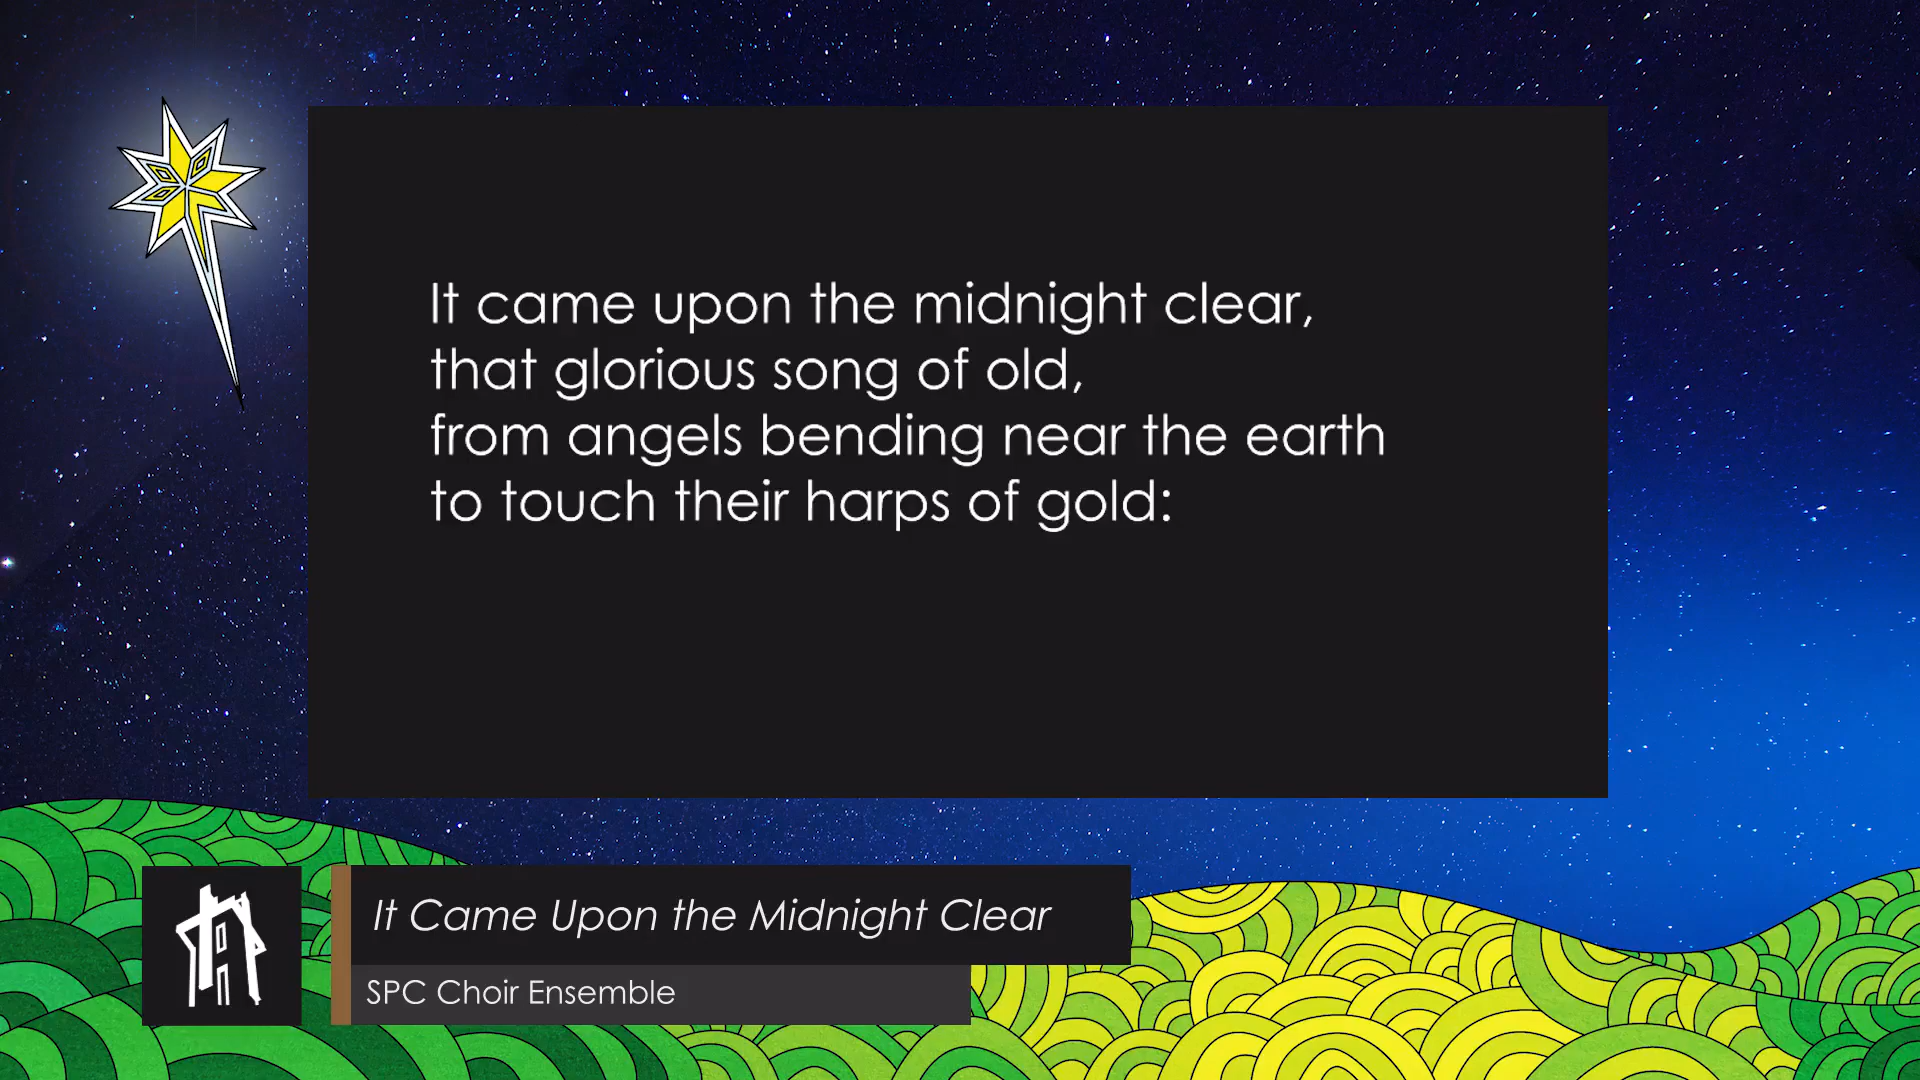 It came upon the midnight clear,
that glorious song of old,
from angels bending near the earth
to touch their harps of gold:
It Came Upon the Midnight Clear
SPC Choir Ensemble